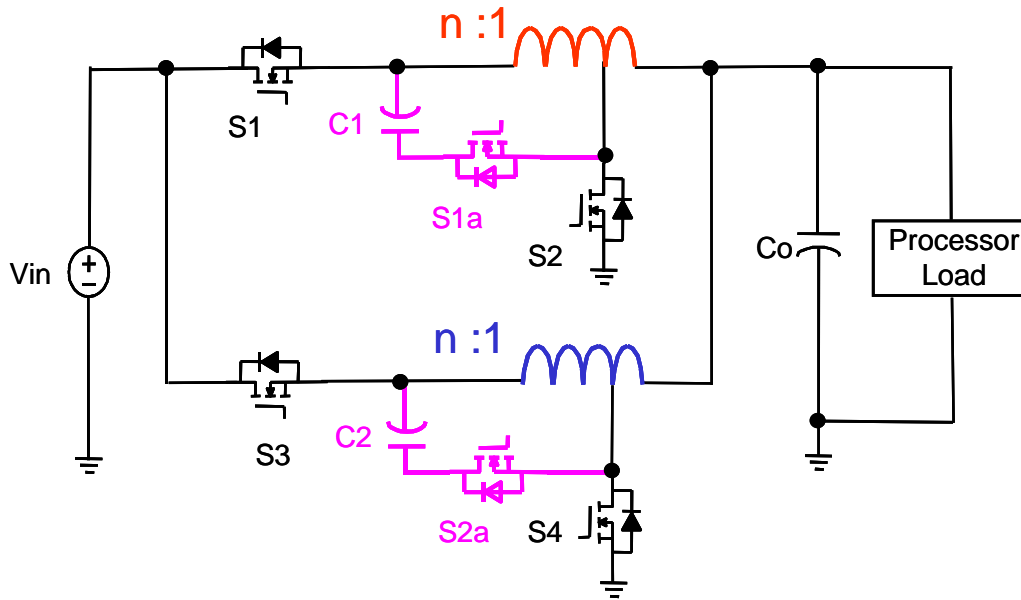 n :1
S1
C1
S1a
S2
Vin
+
−
Co
Processor
Load
n :1
S3
C2
S2a
S4